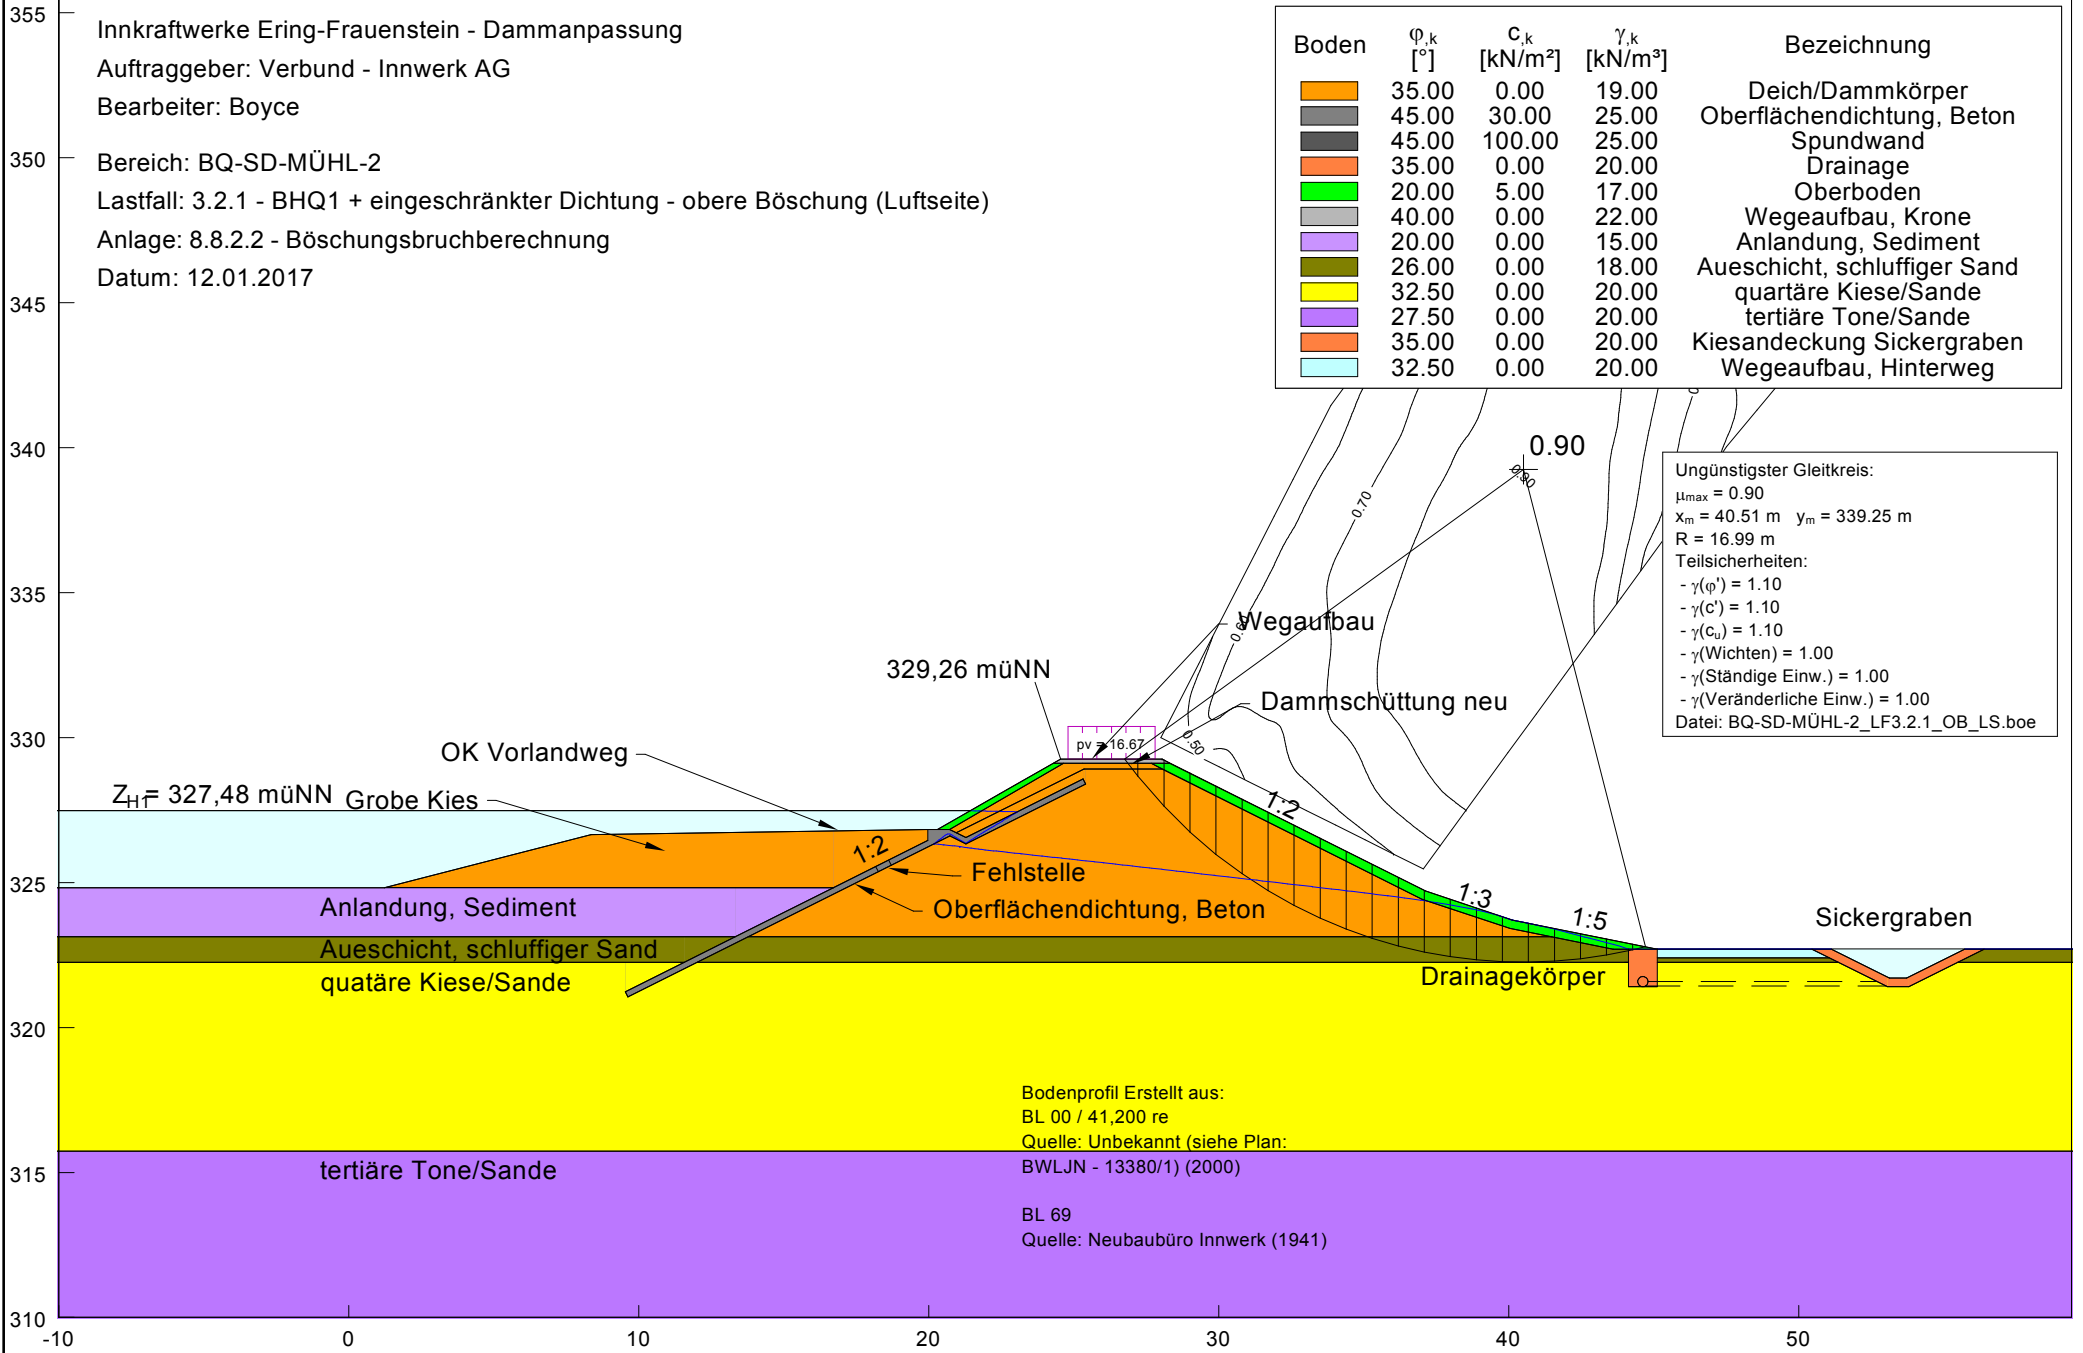 Innkraftwerke Ering-Frauenstein - Dammanpassung
Auftraggeber: Verbund - Innwerk AG
Bearbeiter: Boyce
Bereich: BQ-SD-MÜHL-2
Lastfall: 3.2.1 - BHQ1 + eingeschränkter Dichtung - obere Böschung (Luftseite)
Anlage: 8.8.2.2 - Böschungsbruchberechnung
Datum: 12.01.2017
Boden φ,k [°] c,k [kN/m²] γ,k [kN/m³] Bezeichnung
35.00 0.00 19.00 Deich/Dammkörper
45.00 30.00 25.00 Oberflächendichtung, Beton
45.00 100.00 25.00 Spundwand
35.00 0.00 20.00 Drainage
20.00 5.00 17.00 Oberboden
40.00 0.00 22.00 Wegeaufbau, Krone
20.00 0.00 15.00 Anlandung, Sediment
26.00 0.00 18.00 Aueschicht, schluffiger Sand
32.50 0.00 20.00 quartäre Kiese/Sande
27.50 0.00 20.00 tertiäre Tone/Sande
35.00 0.00 20.00 Kiesandeckung Sickergraben
32.50 0.00 20.00 Wegeaufbau, Hinterweg
Ungünstigster Gleitkreis:
μmax = 0.90
xm = 40.51 m ym = 339.25 m
R = 16.99 m
Teilsicherheiten:
- γ(φ') = 1.10
- γ(c') = 1.10
- γ(cu) = 1.10
- γ(Wichten) = 1.00
- γ(Ständige Einw.) = 1.00
- γ(Veränderliche Einw.) = 1.00
Datei: BQ-SD-MÜHL-2_LF3.2.1_OB_LS.boe
0.90
0.90
0.70
0.60
0.50
Wegaufbau
329,26 müNN
Dammschüttung neu
pv = 16.67
OK Vorlandweg
ZH1= 327,48 müNN
Grobe Kies
1:2
1:2
Fehlstelle
Oberflächendichtung, Beton
1:3
1:5
Sickergraben
Drainagekörper
Anlandung, Sediment
Aueschicht, schluffiger Sand
quatäre Kiese/Sande
tertiäre Tone/Sande
Bodenprofil Erstellt aus:
BL 00 / 41,200 re
Quelle: Unbekannt (siehe Plan:
BWLJN - 13380/1) (2000)
BL 69
Quelle: Neubaubüro Innwerk (1941)
355
350
345
340
335
330
325
320
315
310
-10 0 10 20 30 40 50